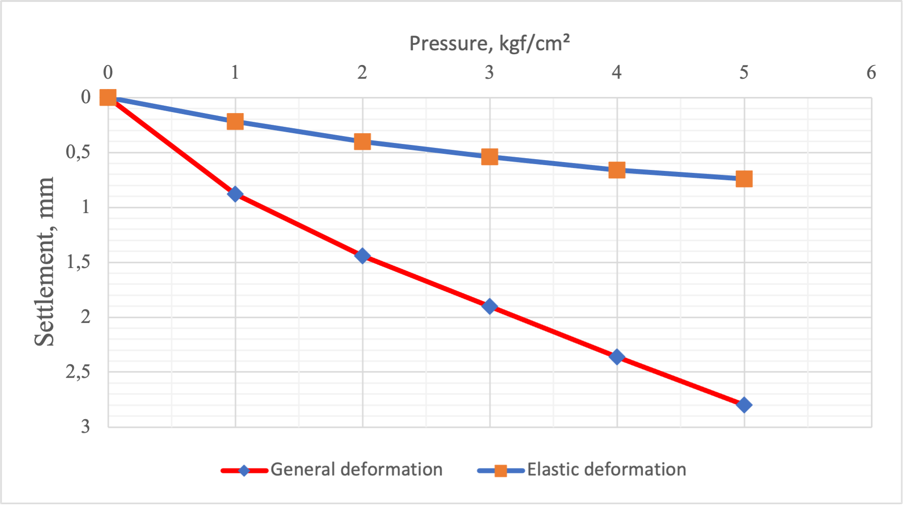 Pressure, kgf/cm²
0 1 2 3 4 5 6
0
0,5
1
1,5
2
2,5
3
Settlement, mm
General deformation Elastic deformation